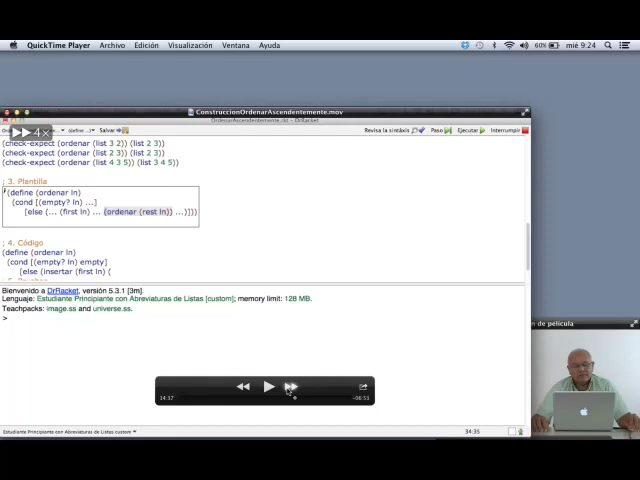 QuickTime Player Archivo Edición Visualización Ventana Ayuda 60% mié 9:24
ConstruccionOrdenarAscendentemente.mov
OrdenarAscendentemente.rkt - DrRacket
4× (define ...) Salvar Revisa la sintáxis Paso Ejecutar Interrumpir
(check-expect (ordenar (list 3 2)) (list 2 3))
(check-expect (ordenar (list 2 3)) (list 2 3))
(check-expect (ordenar (list 4 3 5)) (list 3 4 5))
; 3. Plantilla
(define (ordenar ln)
(cond [(empty? ln) ...]
[else (... (first ln) ... (ordenar (rest ln)) ...)]))
; 4. Código
(define (ordenar ln)
(cond [(empty? ln) empty]
[else (insertar (first ln) (
Bienvenido a DrRacket, versión 5.3.1 [3m].
Lenguaje: Estudiante Principiante con Abreviaturas de Listas [custom]; memory limit: 128 MB.
Teachpacks: image.ss and universe.ss.
>
ón de película
14:37 -06:53
Estudiante Principiante con Abreviaturas de Listas custom 34:35